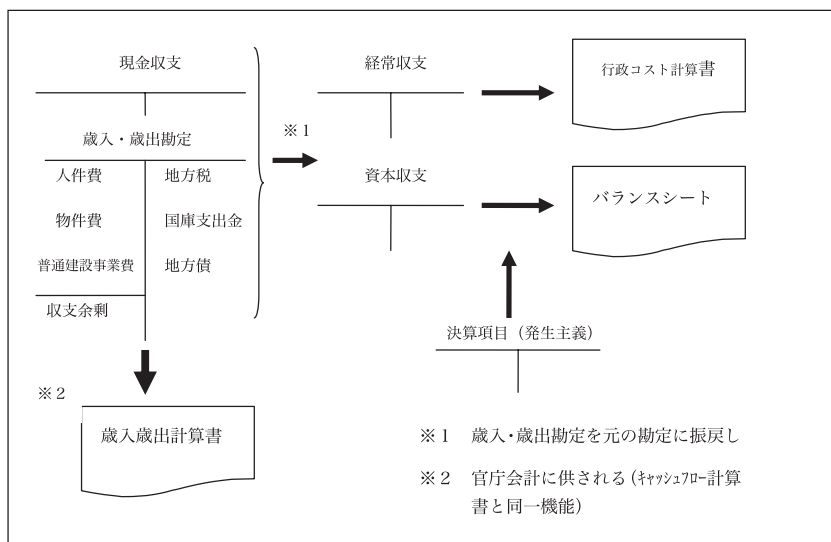 現金収支
歳入・歳出勘定
人件費 地方税
物件費 国庫支出金
普通建設事業費 地方債
収支余剰
※1
経常収支
行政コスト計算書
資本収支
バランスシート
決算項目（発生主義）
※2
歳入歳出計算書
※1 歳入・歳出勘定を元の勘定に振戻し
※2 官庁会計に供される（ｷｬｯｼｭﾌﾛｰ計算
書と同一機能）